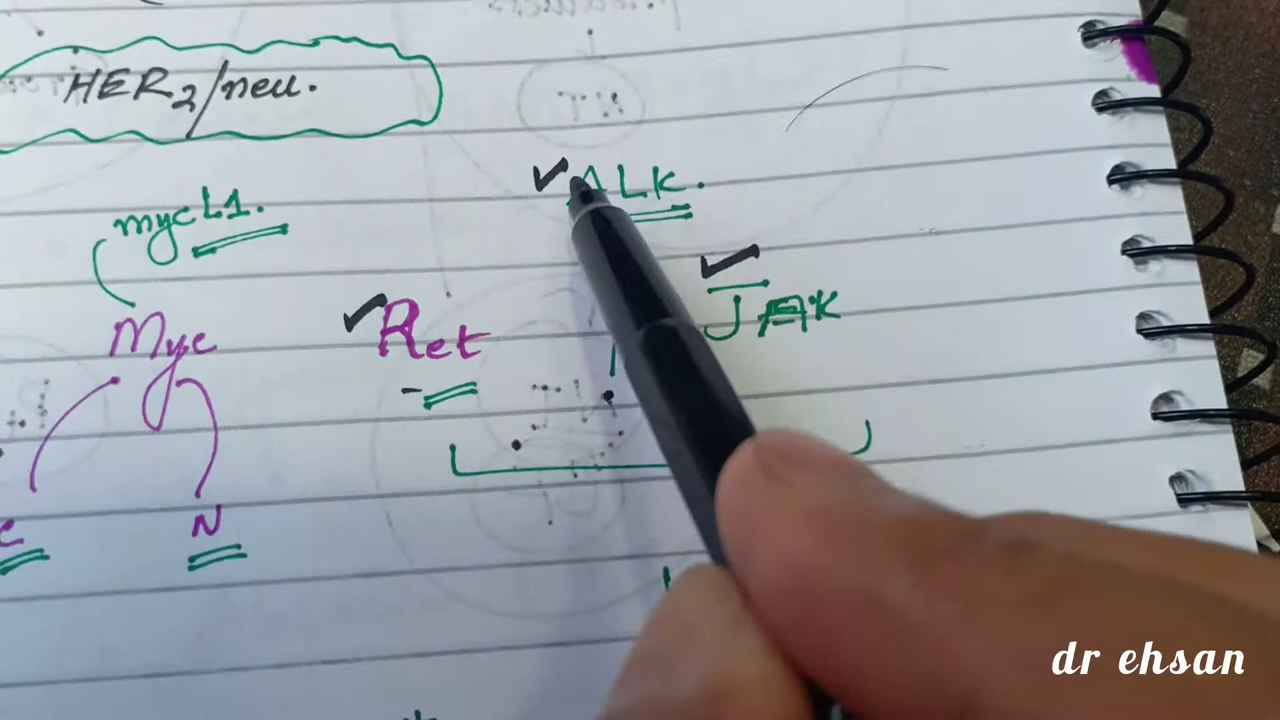 HER2/neu.
ALK.
mycL1.
JAK
Ret
Myc
c N
dr ehsan